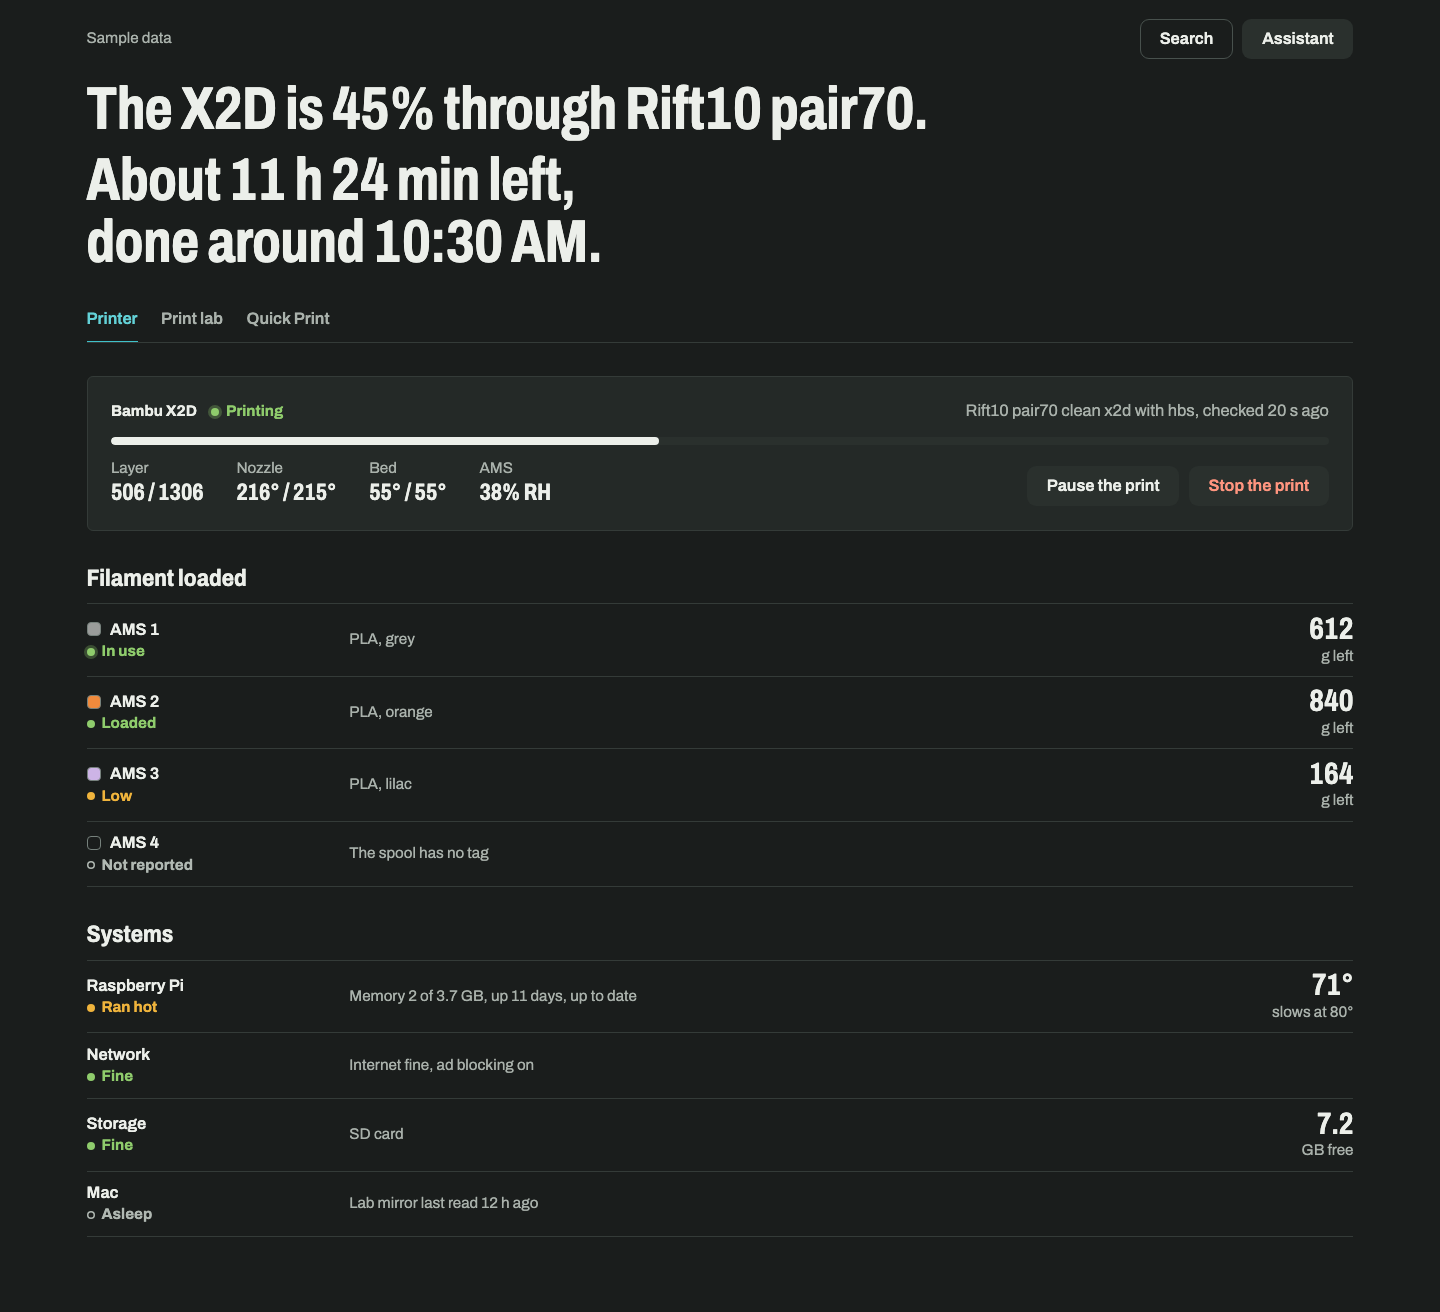 Sample data
Search
Assistant
The X2D is 45% through Rift10 pair70.
About 11 h 24 min left,
done around 10:30 AM.
Printer
Print lab
Quick Print
Bambu X2D
Printing
Rift10 pair70 clean x2d with hbs, checked 20 s ago
Layer
506 / 1306
Nozzle
216° / 215°
Bed
55° / 55°
AMS
38% RH
Pause the print
Stop the print
Filament loaded
AMS 1
In use
PLA, grey
612
g left
AMS 2
Loaded
PLA, orange
840
g left
AMS 3
Low
PLA, lilac
164
g left
AMS 4
Not reported
The spool has no tag
Systems
Raspberry Pi
Ran hot
Memory 2 of 3.7 GB, up 11 days, up to date
71°
slows at 80°
Network
Fine
Internet fine, ad blocking on
Storage
Fine
SD card
7.2
GB free
Mac
Asleep
Lab mirror last read 12 h ago